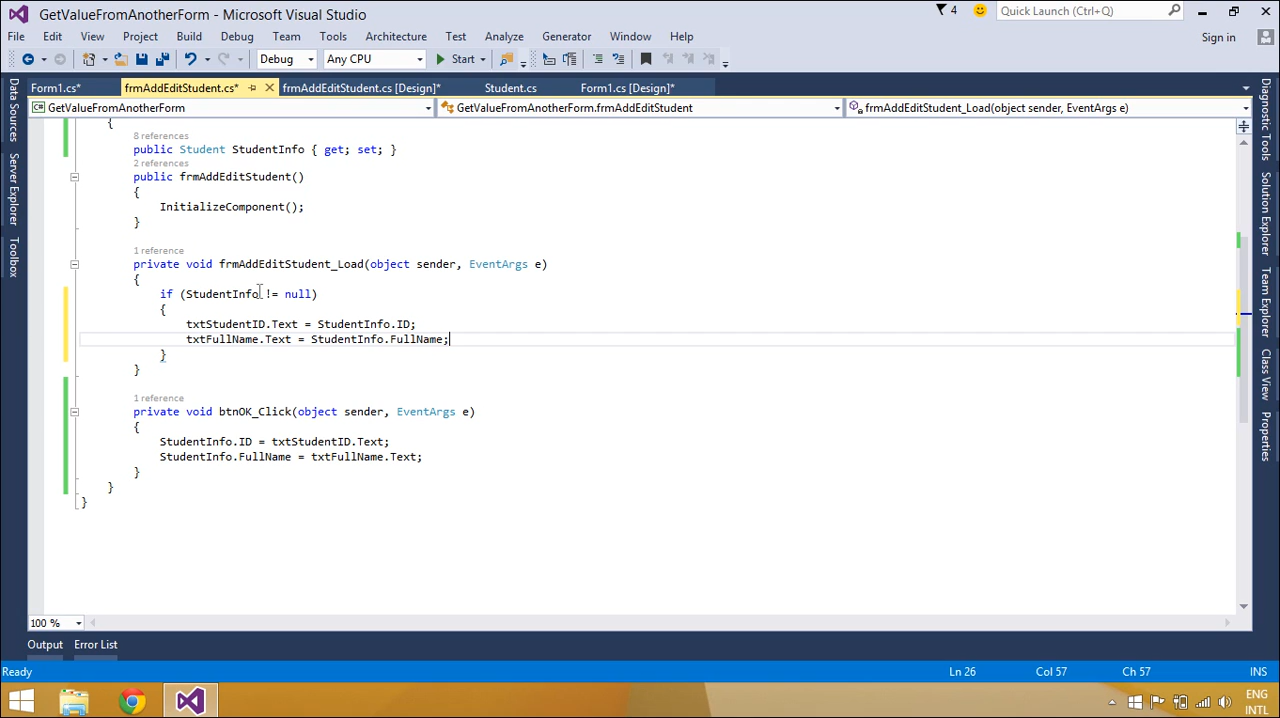 GetValueFromAnotherForm - Microsoft Visual Studio
4
Quick Launch (Ctrl+Q)
File Edit View Project Build Debug Team Tools Architecture Test Analyze Generator Window Help
Sign in
Debug Any CPU Start
Form1.cs* frmAddEditStudent.cs* frmAddEditStudent.cs [Design]* Student.cs Form1.cs [Design]*
GetValueFromAnotherForm GetValueFromAnotherForm.frmAddEditStudent frmAddEditStudent_Load(object sender, EventArgs e)
Data Sources
Server Explorer
Toolbox
Diagnostic Tools
Solution Explorer
Team Explorer
Class View
Properties
{
8 references
public Student StudentInfo { get; set; }
2 references
public frmAddEditStudent()
{
InitializeComponent();
}
1 reference
private void frmAddEditStudent_Load(object sender, EventArgs e)
{
if (StudentInfo != null)
{
txtStudentID.Text = StudentInfo.ID;
txtFullName.Text = StudentInfo.FullName;
}
}
1 reference
private void btnOK_Click(object sender, EventArgs e)
{
StudentInfo.ID = txtStudentID.Text;
StudentInfo.FullName = txtFullName.Text;
}
}
}
100 %
Output Error List
Ready Ln 26 Col 57 Ch 57 INS
ENG
INTL